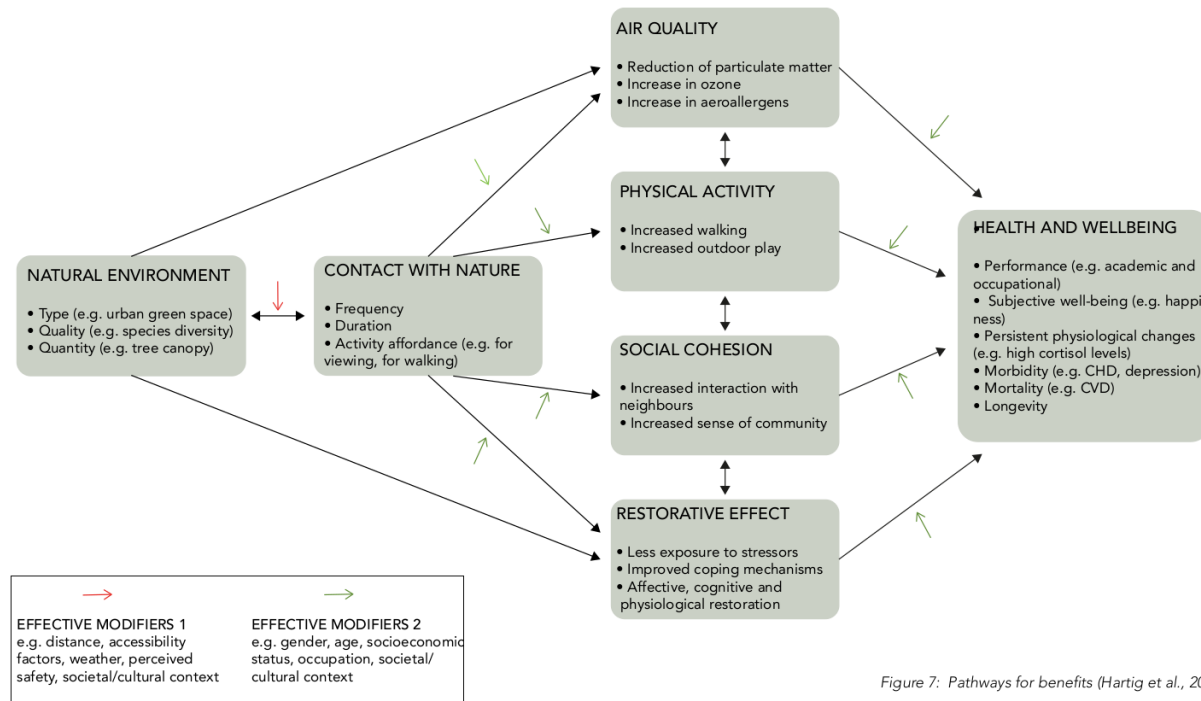 AIR QUALITY
• Reduction of particulate matter
• Increase in ozone
• Increase in aeroallergens
PHYSICAL ACTIVITY
• Increased walking
• Increased outdoor play
NATURAL ENVIRONMENT
• Type (e.g. urban green space)
• Quality (e.g. species diversity)
• Quantity (e.g. tree canopy)
CONTACT WITH NATURE
• Frequency
• Duration
• Activity affordance (e.g. for
viewing, for walking)
SOCIAL COHESION
• Increased interaction with
neighbours
• Increased sense of community
RESTORATIVE EFFECT
• Less exposure to stressors
• Improved coping mechanisms
• Affective, cognitive and
physiological restoration
HEALTH AND WELLBEING
• Performance (e.g. academic and
occupational)
• Subjective well-being (e.g. happi
ness)
• Persistent physiological changes
(e.g. high cortisol levels)
• Morbidity (e.g. CHD, depression)
• Mortality (e.g. CVD)
• Longevity
EFFECTIVE MODIFIERS 1
e.g. distance, accessibility
factors, weather, perceived
safety, societal/cultural context
EFFECTIVE MODIFIERS 2
e.g. gender, age, socioeconomic
status, occupation, societal/
cultural context
Figure 7: Pathways for benefits (Hartig et al., 20